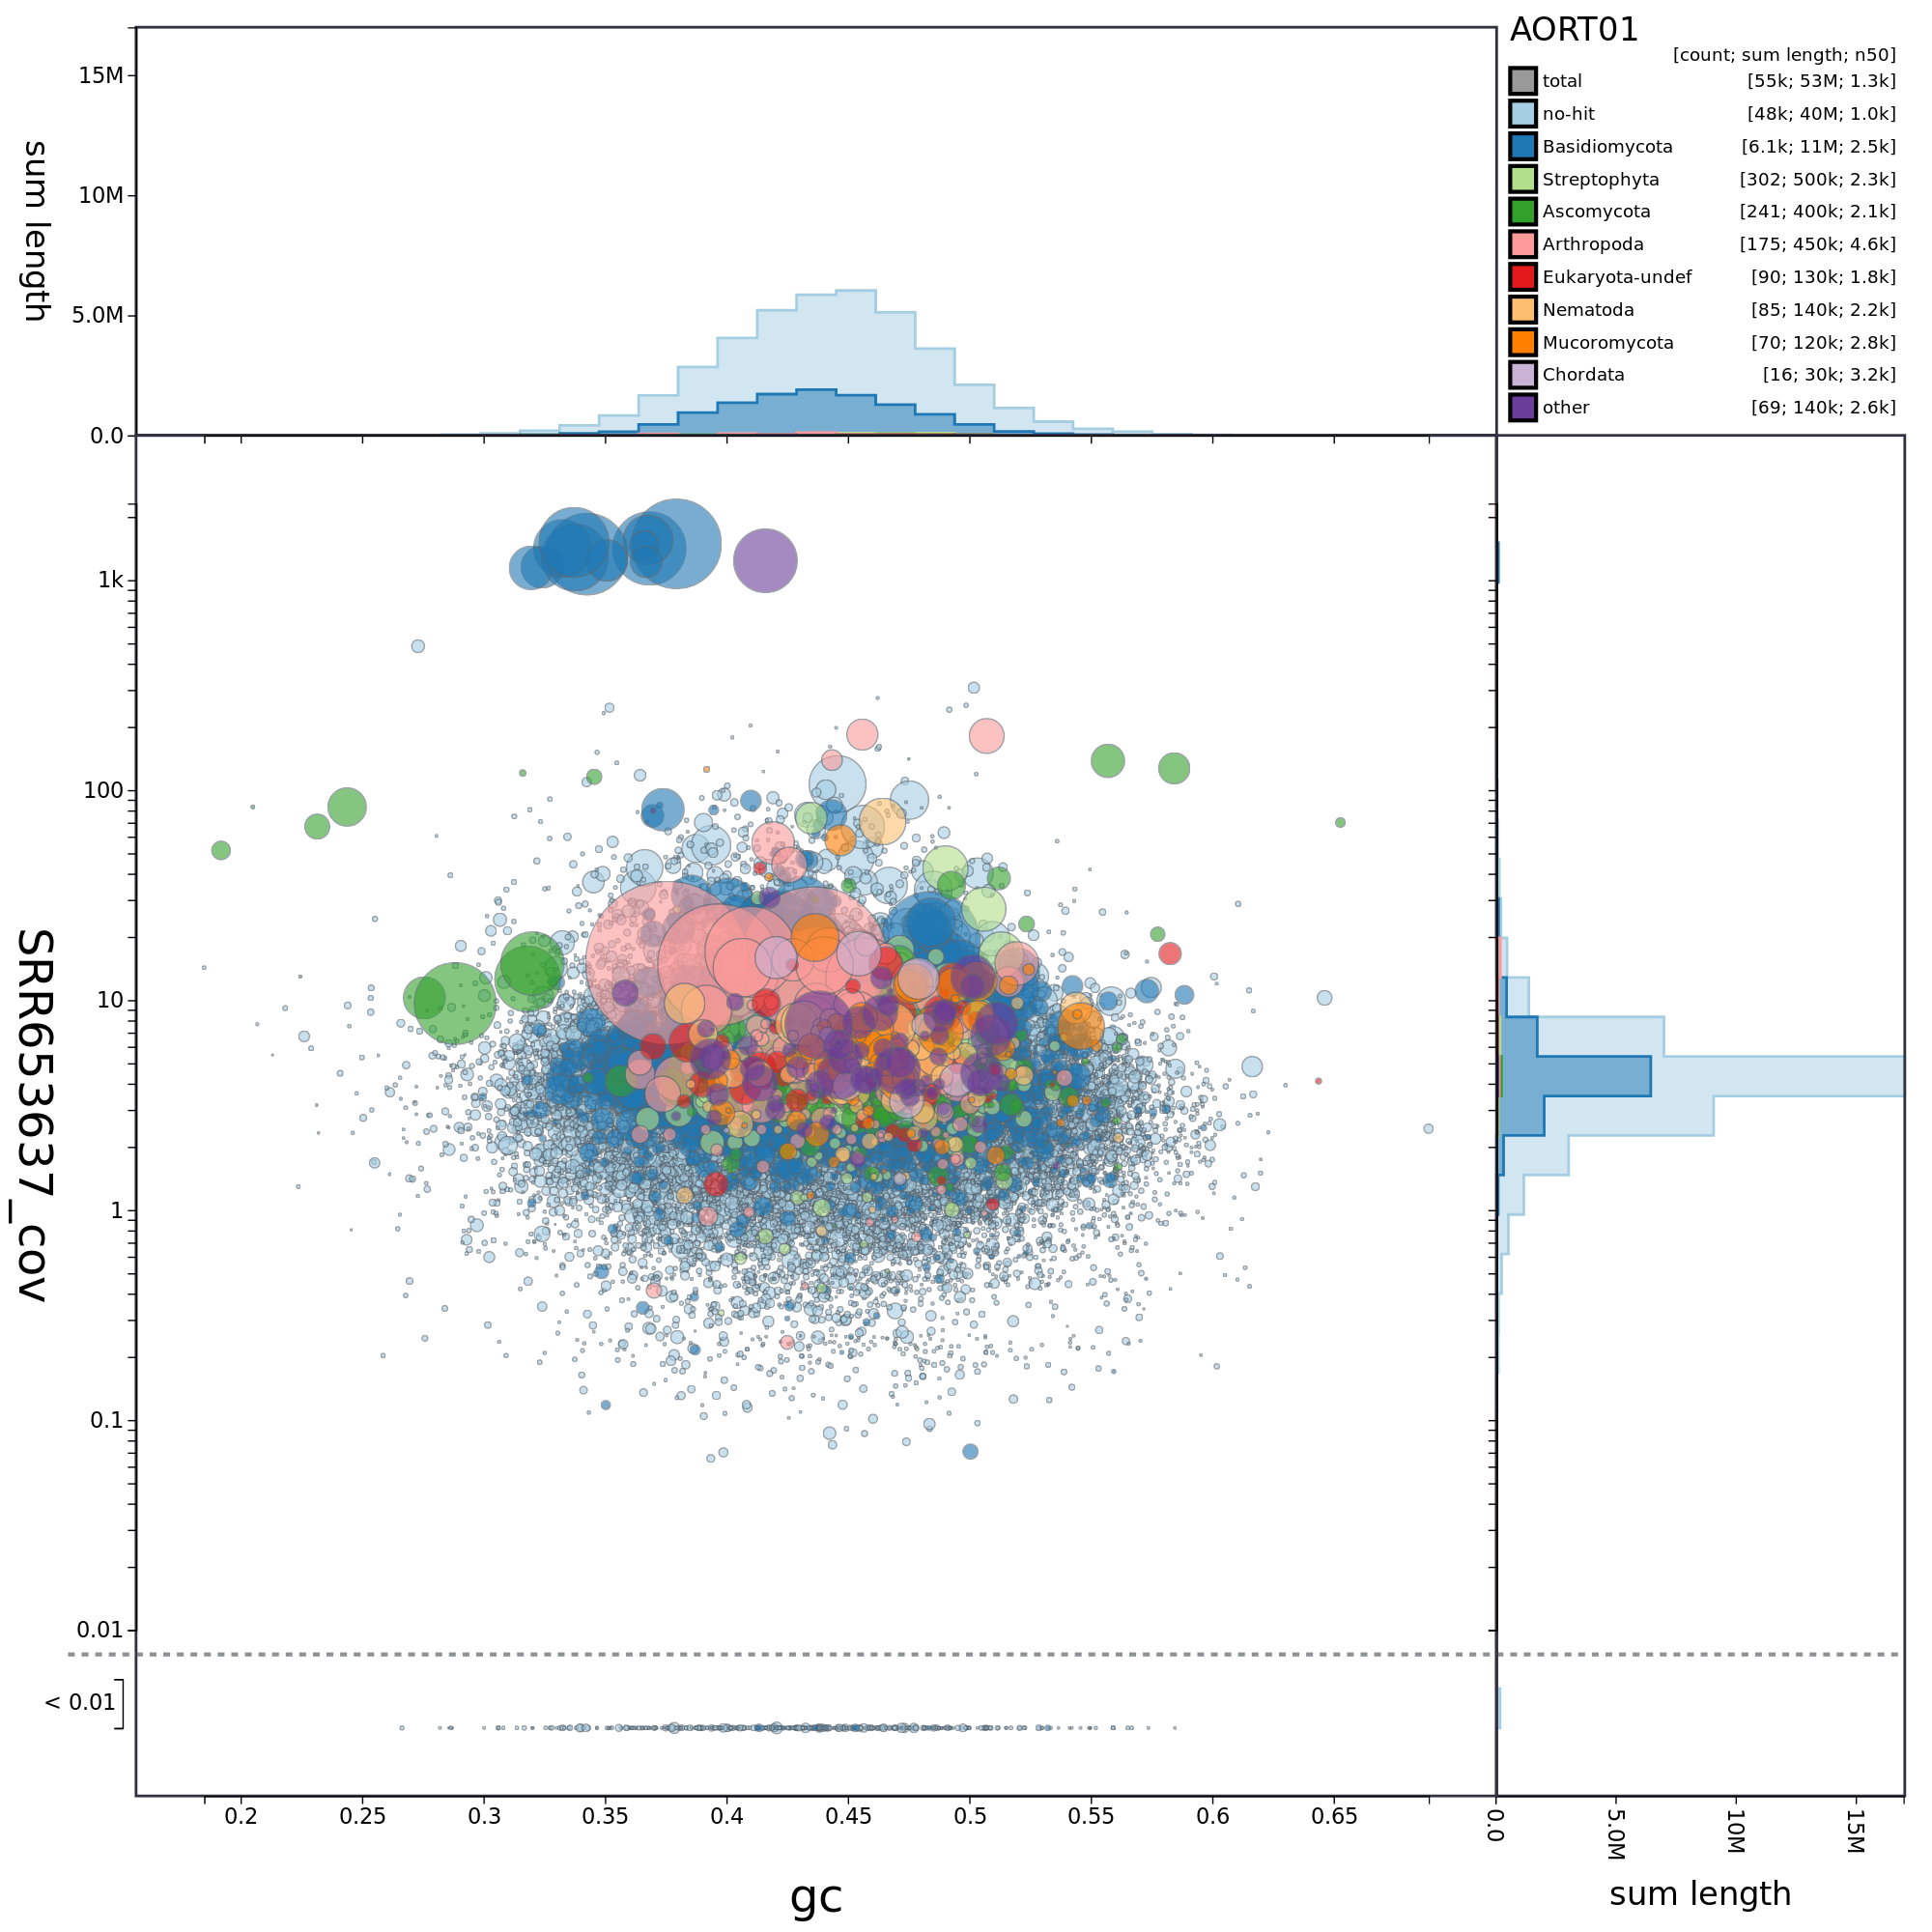 AORT01
[count; sum length; n50]
total [55k; 53M; 1.3k]
no-hit [48k; 40M; 1.0k]
Basidiomycota [6.1k; 11M; 2.5k]
Streptophyta [302; 500k; 2.3k]
Ascomycota [241; 400k; 2.1k]
Arthropoda [175; 450k; 4.6k]
Eukaryota-undef [90; 130k; 1.8k]
Nematoda [85; 140k; 2.2k]
Mucoromycota [70; 120k; 2.8k]
Chordata [16; 30k; 3.2k]
other [69; 140k; 2.6k]
sum length
15M
10M
5.0M
0.0
SRR653637_cov
1k
100
10
1
0.1
0.01
< 0.01
0.2 0.25 0.3 0.35 0.4 0.45 0.5 0.55 0.6 0.65
gc
0.0 5.0M 10M 15M
sum length